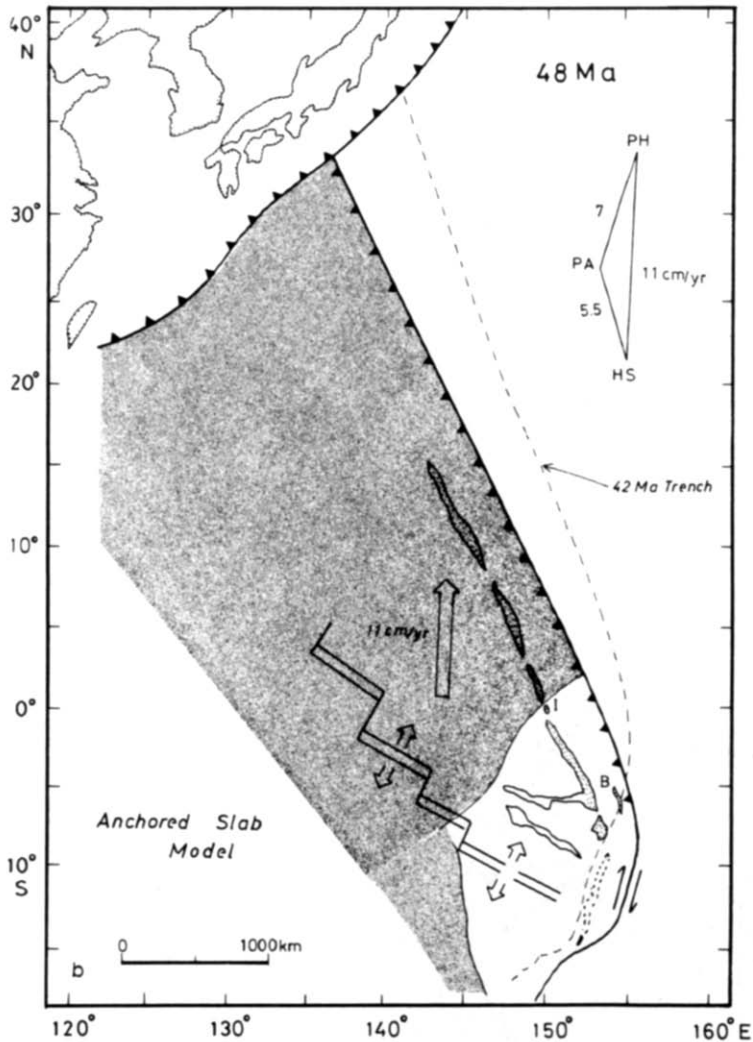 40°
N
30°
20°
10°
0°
10°
S
48 Ma
PH
7
PA
11 cm/yr
5.5
HS
42 Ma Trench
11 cm/yr
I
B
Anchored Slab
Model
0 1000km
b
120° 130° 140° 150° 160° E